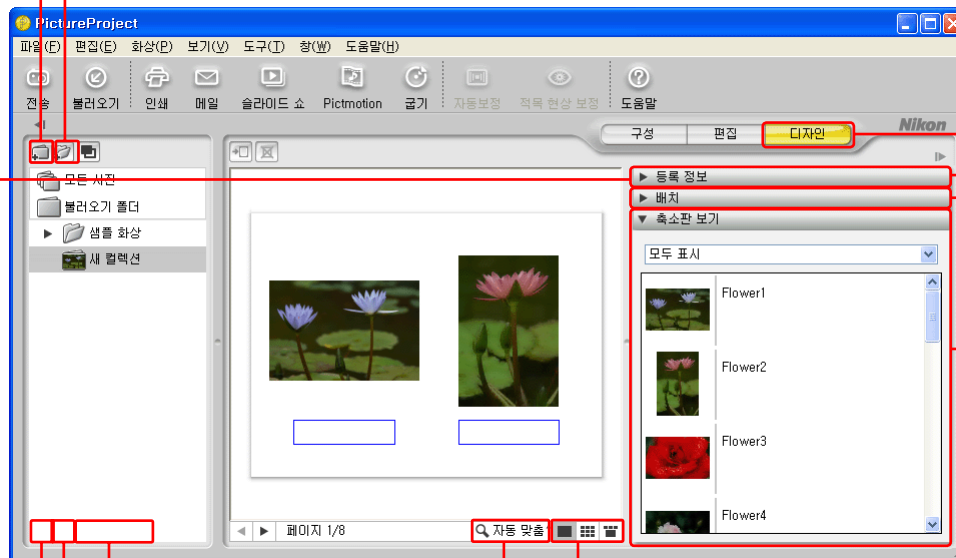 PictureProject
파일(F) 편집(E) 화상(P) 보기(V) 도구(T) 창(W) 도움말(H)
전송 불러오기 인쇄 메일 슬라이드 쇼 Pictmotion 굽기 자동보정 적목 현상 보정 도움말
구성 편집 디자인 Nikon
모든 사진
불러오기 폴더
샘플 화상
새 컬렉션
등록 정보
배치
축소판 보기
모두 표시
Flower1
Flower2
Flower3
Flower4
페이지 1/8 자동 맞춤